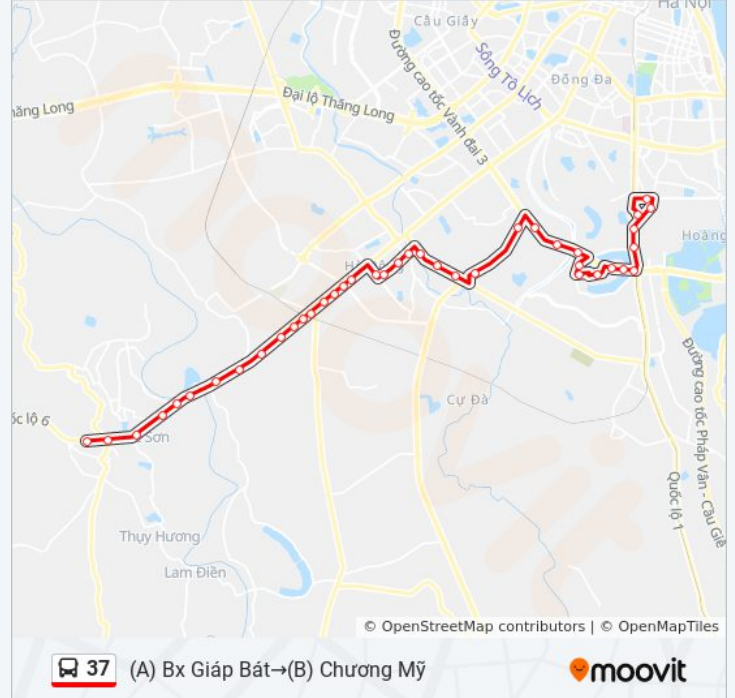 Hà Nội
Cầu Giấy
Đường cao tốc Vành đai 3
Sông Tô Lịch
Đống Đa
Đại lộ Thăng Long
hăng Long
Hoàng
ốc lộ 6
Sơn
Cự Đà
Đường cao tốc Pháp Vân - Cầu Giẽ
Quốc lộ 1
Thụy Hương
Lam Điền
© OpenStreetMap contributors | © OpenMapTiles
37 (A) Bx Giáp Bát→(B) Chương Mỹ
moovit